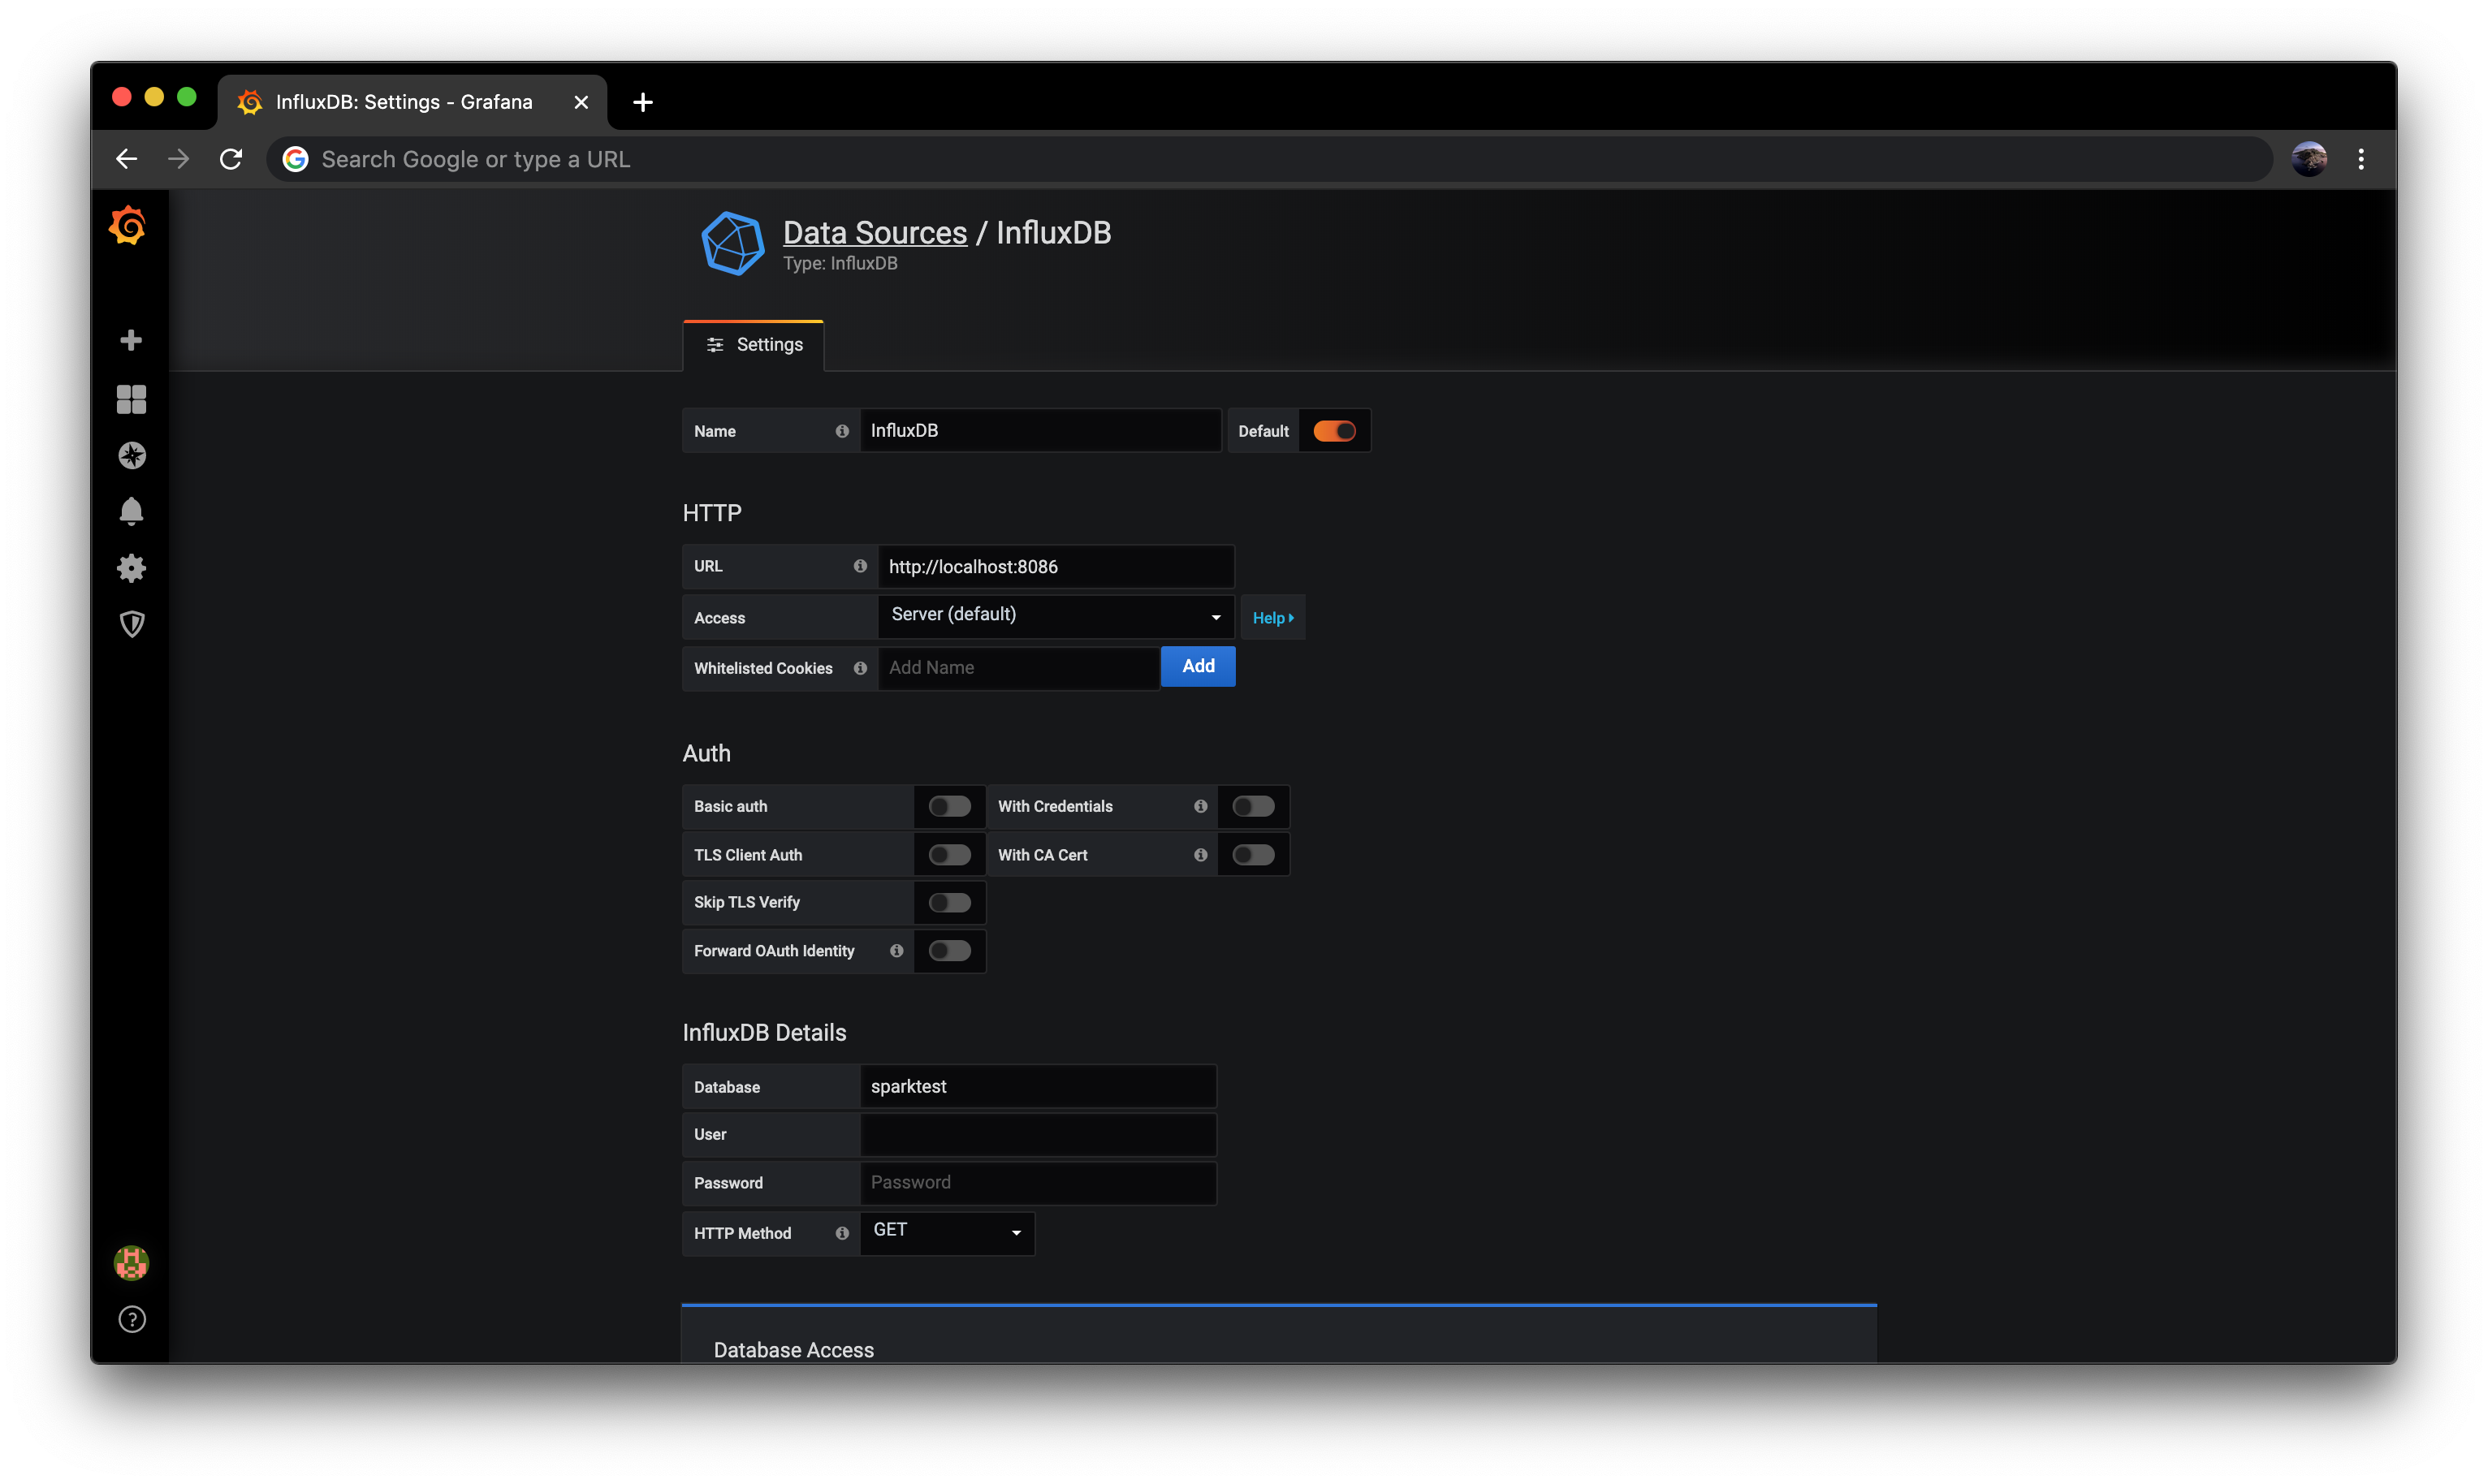 InfluxDB: Settings - Grafana
Search Google or type a URL
Data Sources / InfluxDB
Type: InfluxDB
Settings
Name InfluxDB Default
HTTP
URL http://localhost:8086
Access Server (default) Help
Whitelisted Cookies Add Name Add
Auth
Basic auth With Credentials
TLS Client Auth With CA Cert
Skip TLS Verify
Forward OAuth Identity
InfluxDB Details
Database sparktest
User
Password Password
HTTP Method GET
Database Access